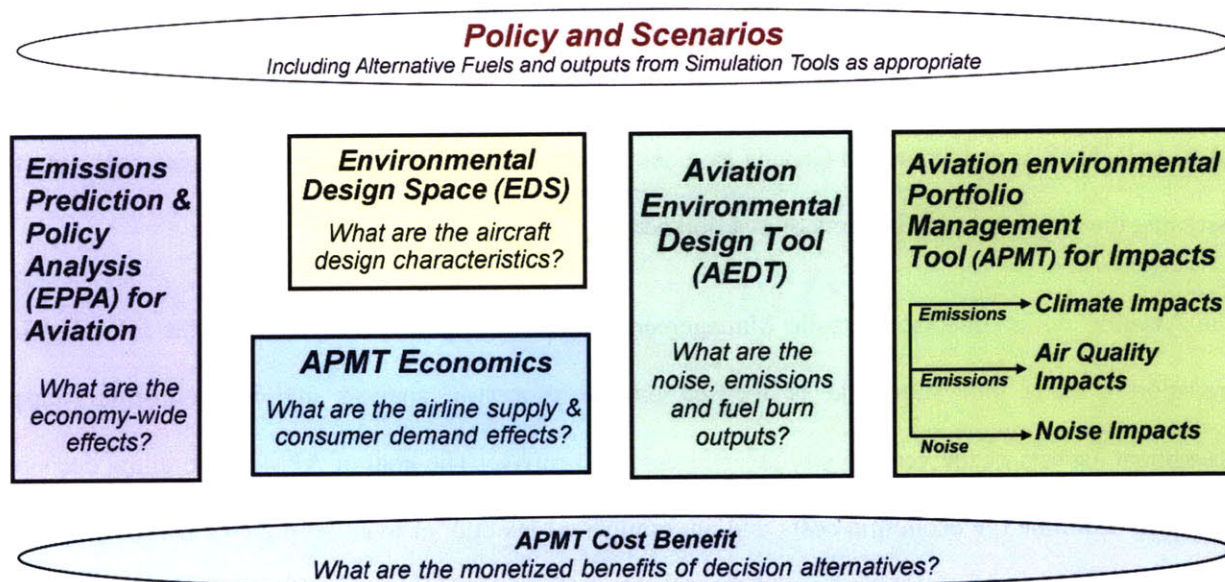 Policy and Scenarios
Including Alternative Fuels and outputs from Simulation Tools as appropriate
Emissions
Prediction &
Policy
Analysis
(EPPA) for
Aviation
What are the
economy-wide
effects?
Environmental
Design Space (EDS)
What are the aircraft
design characteristics?
APMT Economics
What are the airline supply &
consumer demand effects?
Aviation
Environmental
Design Tool
(AEDT)
What are the
noise, emissions
and fuel burn
outputs?
Aviation environmental
Portfolio
Management
Tool (APMT) for Impacts
Emissions
Climate Impacts
Emissions
Air Quality
Impacts
Noise
Noise Impacts
APMT Cost Benefit
What are the monetized benefits of decision alternatives?